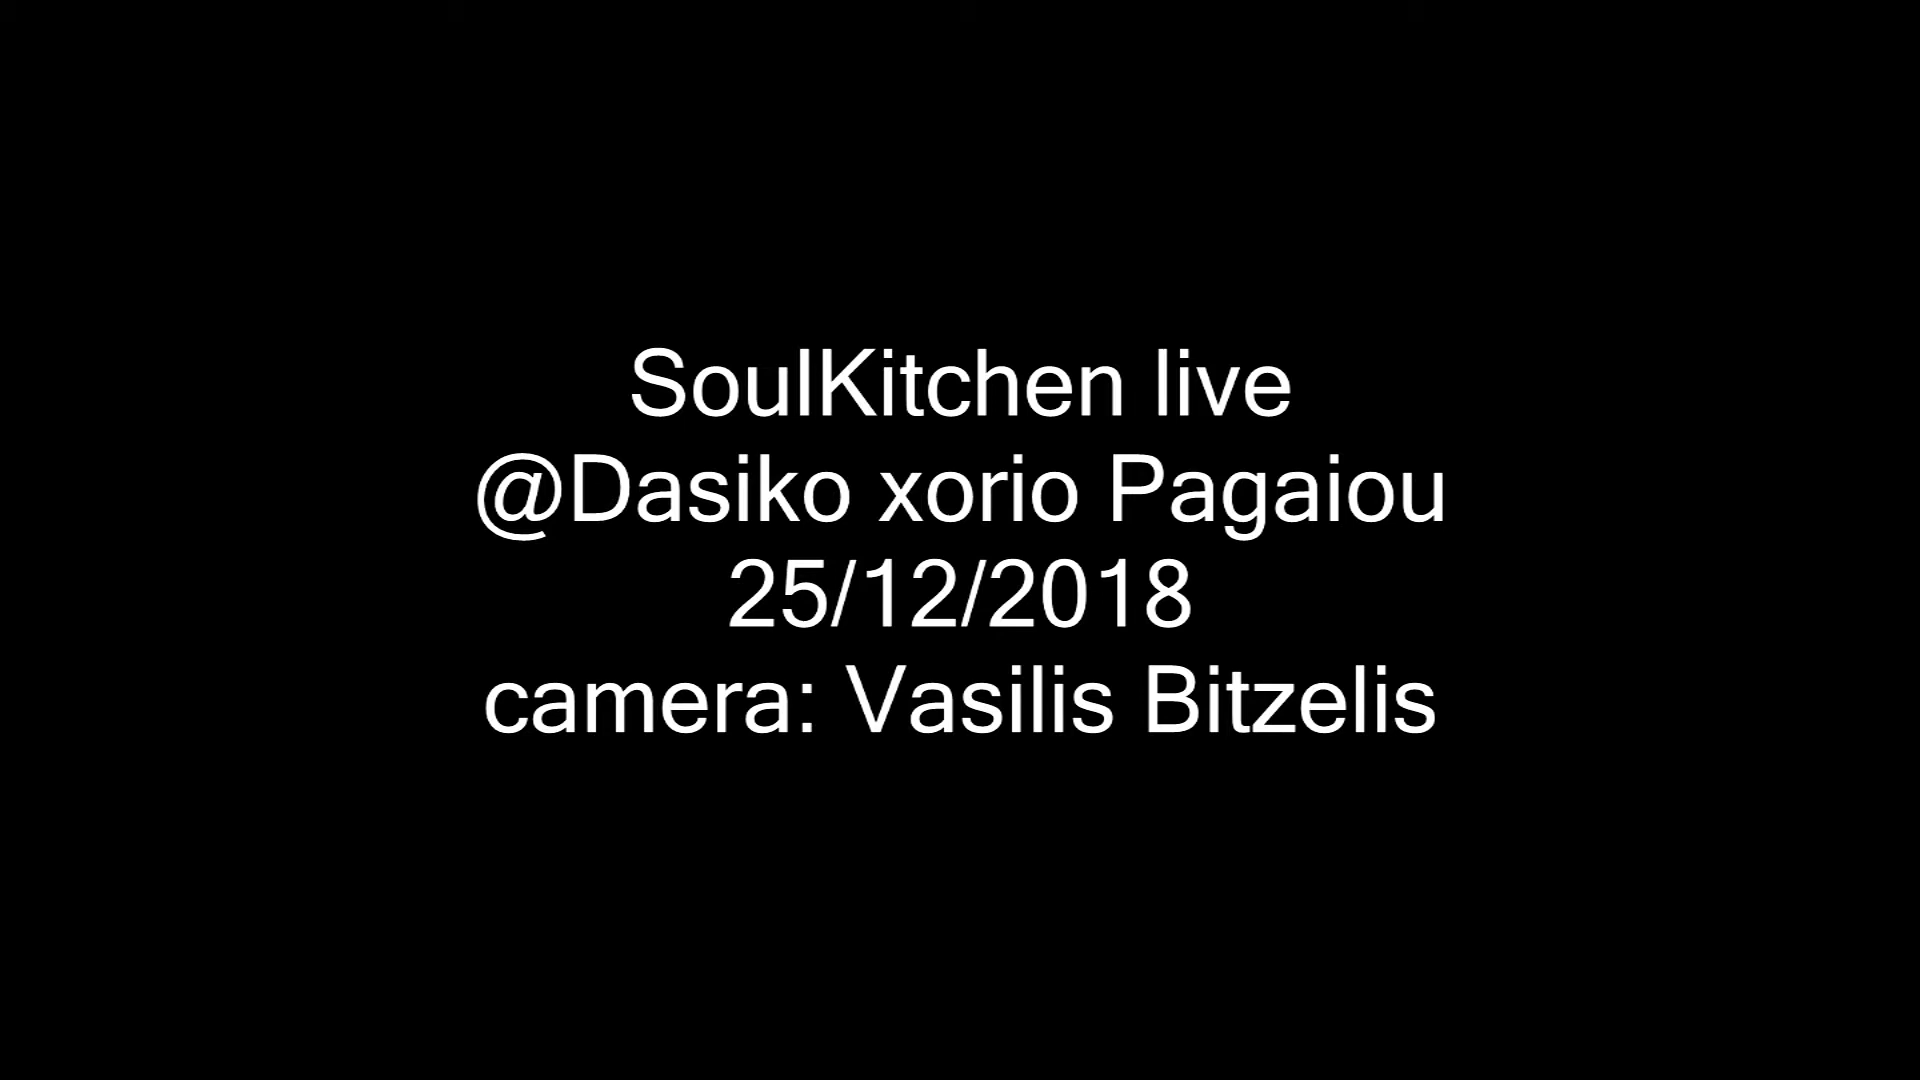 SoulKitchen live
@Dasiko xorio Pagaiou
25/12/2018
camera: Vasilis Bitzelis